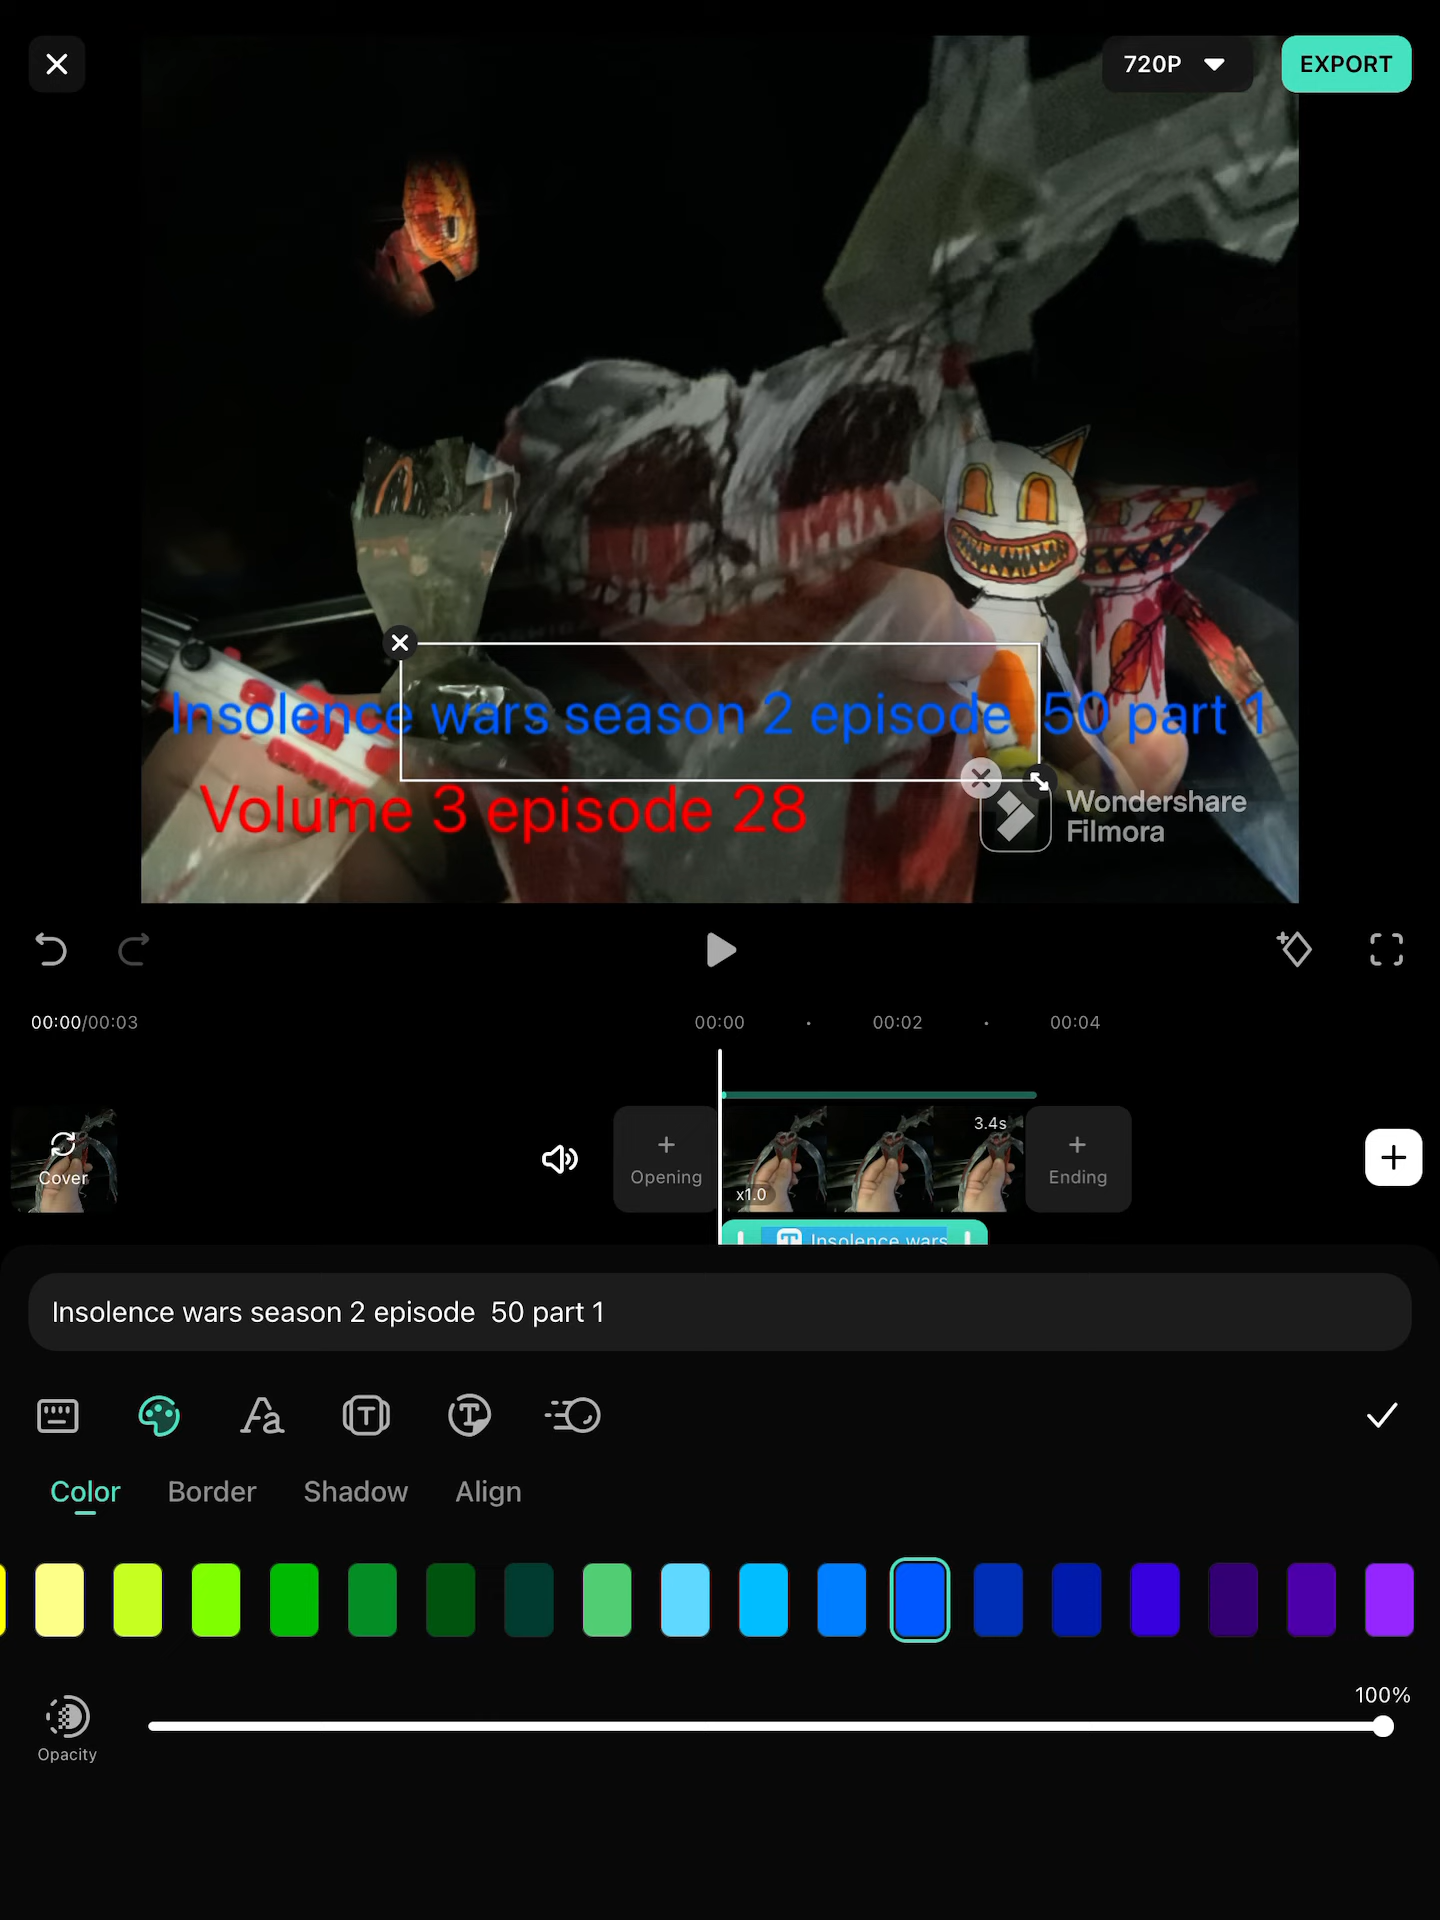 720P
EXPORT
Insolence wars season 2 episode  50 part 1
Volume 3 episode 28
Wondershare
Filmora
00:00/00:03
00:00
00:02
00:04
Cover
Opening
3.4s
x1.0
Ending
Insolence wars
Insolence wars season 2 episode  50 part 1
Color
Border
Shadow
Align
100%
Opacity